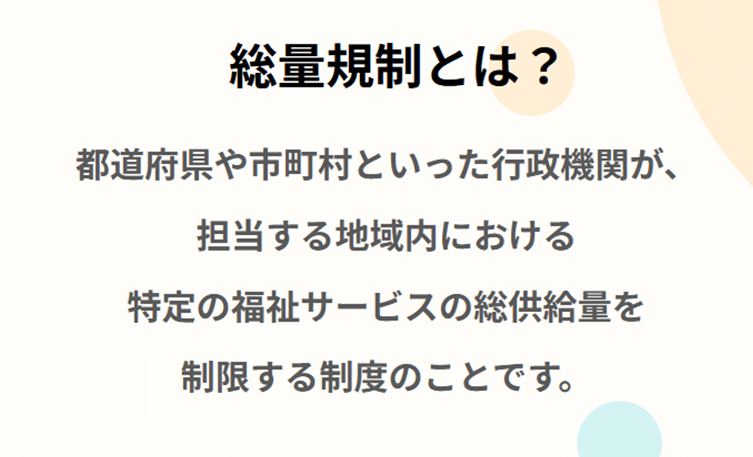 総量規制とは？
都道府県や市町村といった行政機関が、
担当する地域内における
特定の福祉サービスの総供給量を
制限する制度のことです。